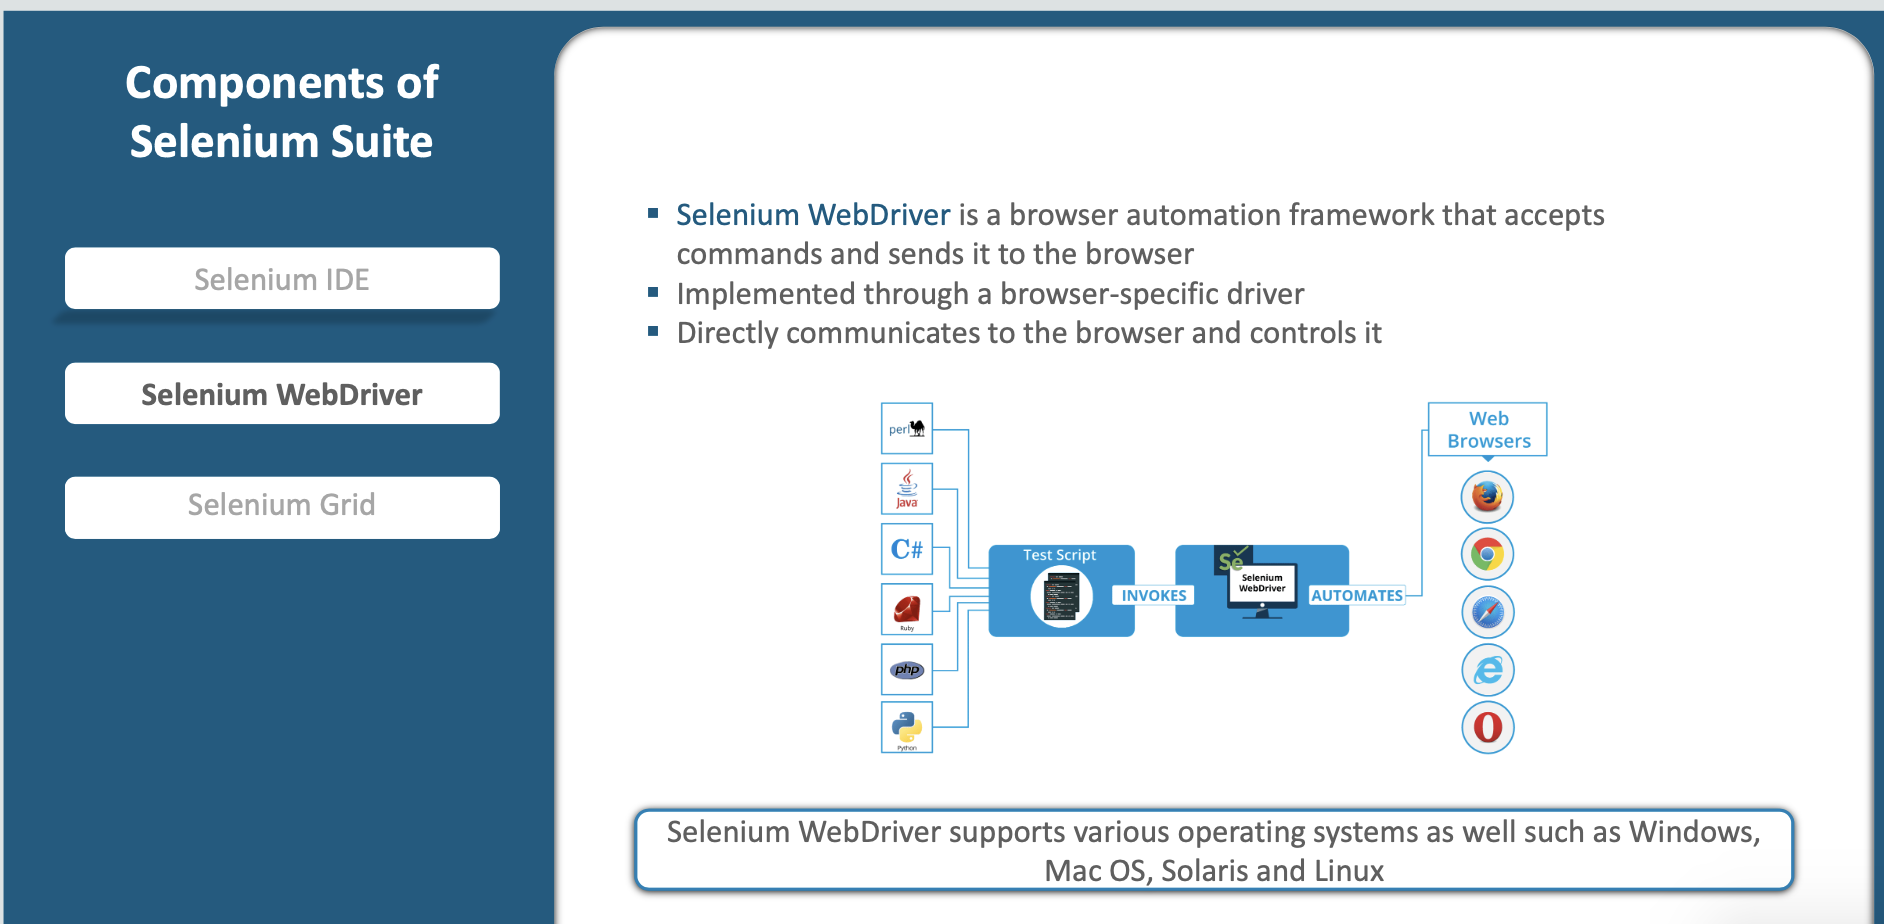 Components of
Selenium Suite
Selenium IDE
Selenium WebDriver
Selenium Grid
Selenium WebDriver is a browser automation framework that accepts
commands and sends it to the browser
Implemented through a browser-specific driver
Directly communicates to the browser and controls it
perl
Java
C#
Ruby
php
Python
Test Script
INVOKES
Se
Selenium
WebDriver
AUTOMATES
Web
Browsers
Selenium WebDriver supports various operating systems as well such as Windows,
Mac OS, Solaris and Linux